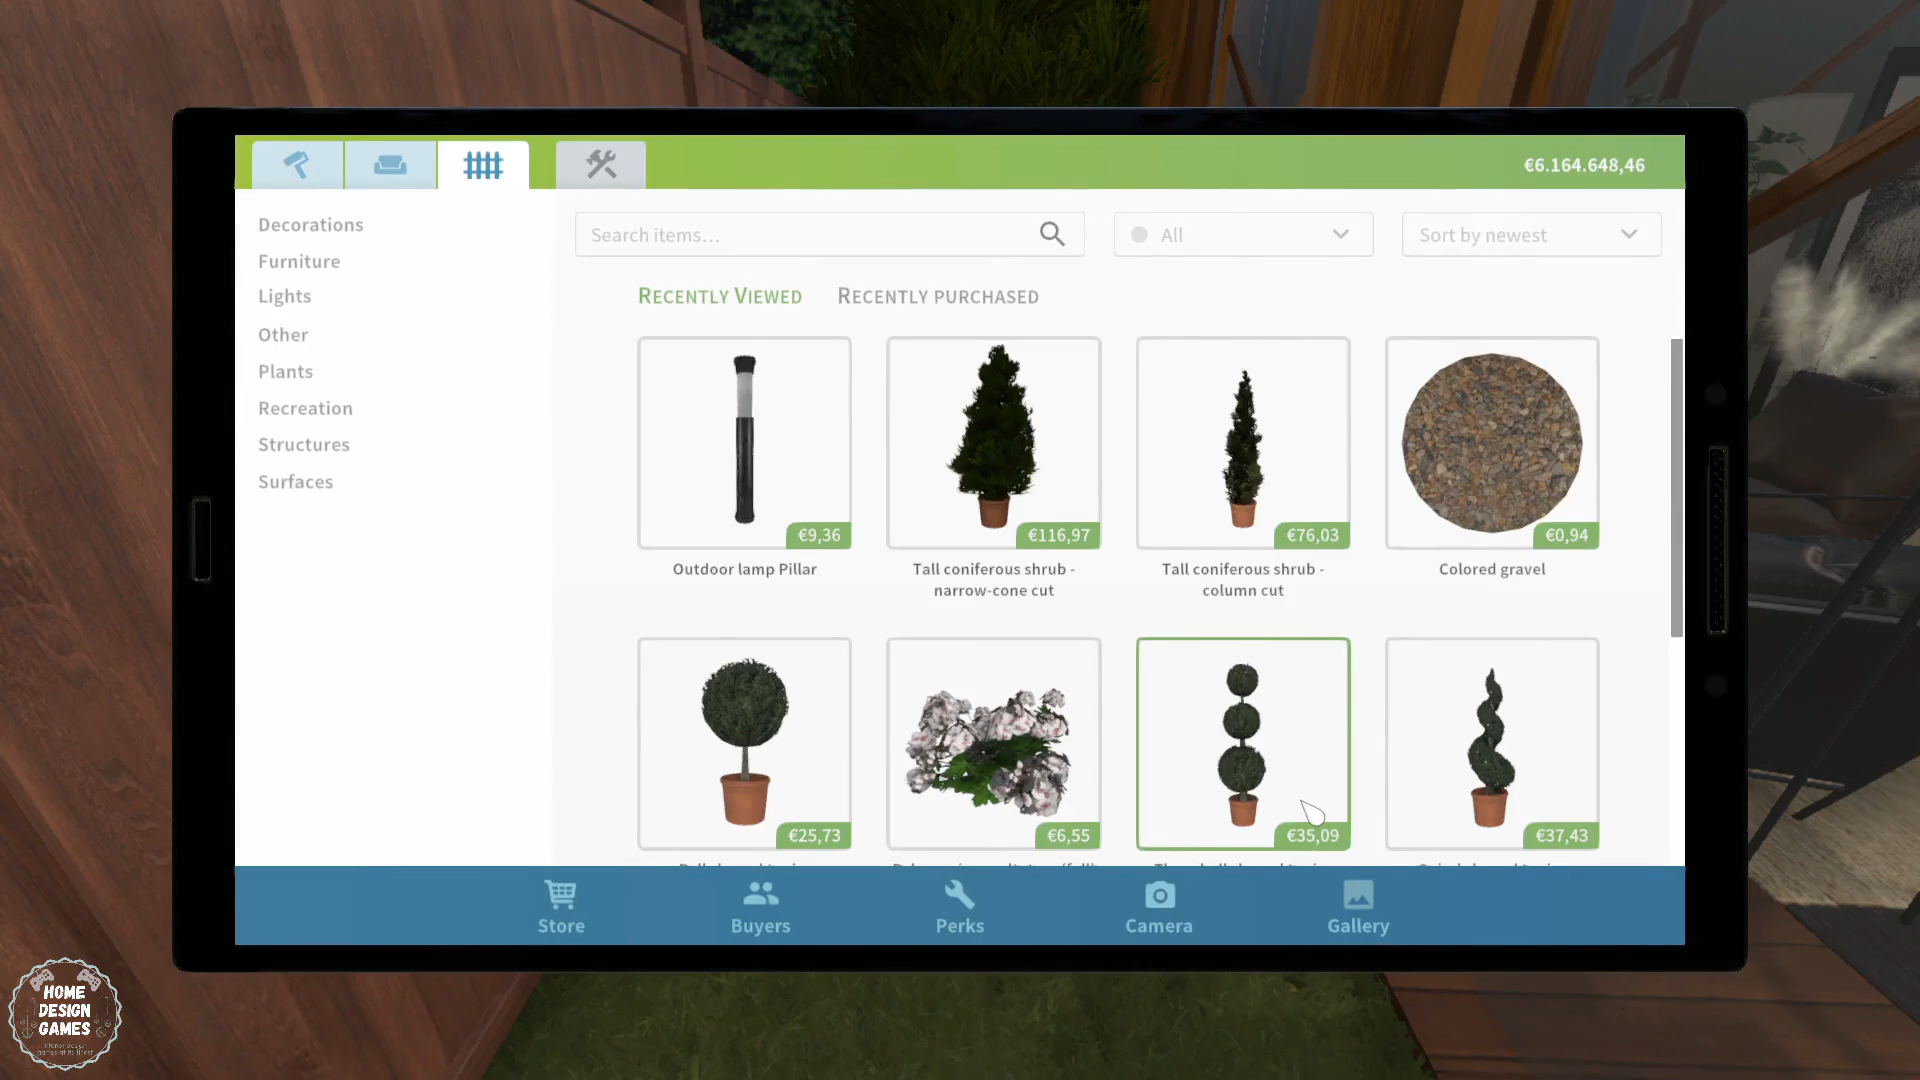 €6.164.648,46
Decorations
Furniture
Lights
Other
Plants
Recreation
Structures
Surfaces
Search items...
All
Sort by newest
RECENTLY VIEWED
RECENTLY PURCHASED
€9,36
€116,97
€76,03
€0,94
Outdoor lamp Pillar
Tall coniferous shrub -
narrow-cone cut
Tall coniferous shrub -
column cut
Colored gravel
€25,73
€6,55
€35,09
€37,43
Store
Buyers
Perks
Camera
Gallery
HOME
DESIGN
GAMES